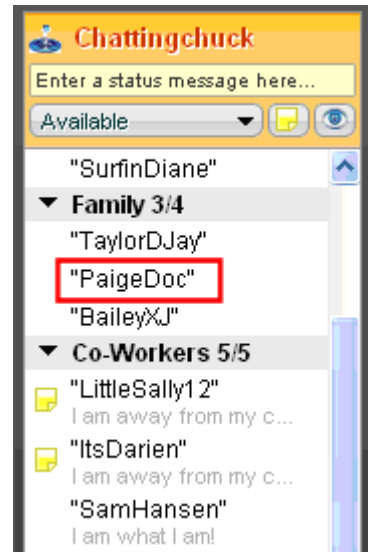 Chattingchuck
Enter a status message here...
Available
"SurfinDiane"
Family 3/4
"TaylorDJay"
"PaigeDoc"
"BaileyXJ"
Co-Workers 5/5
"LittleSally12"
I am away from my c...
"ItsDarien"
I am away from my c...
"SamHansen"
I am what I am!